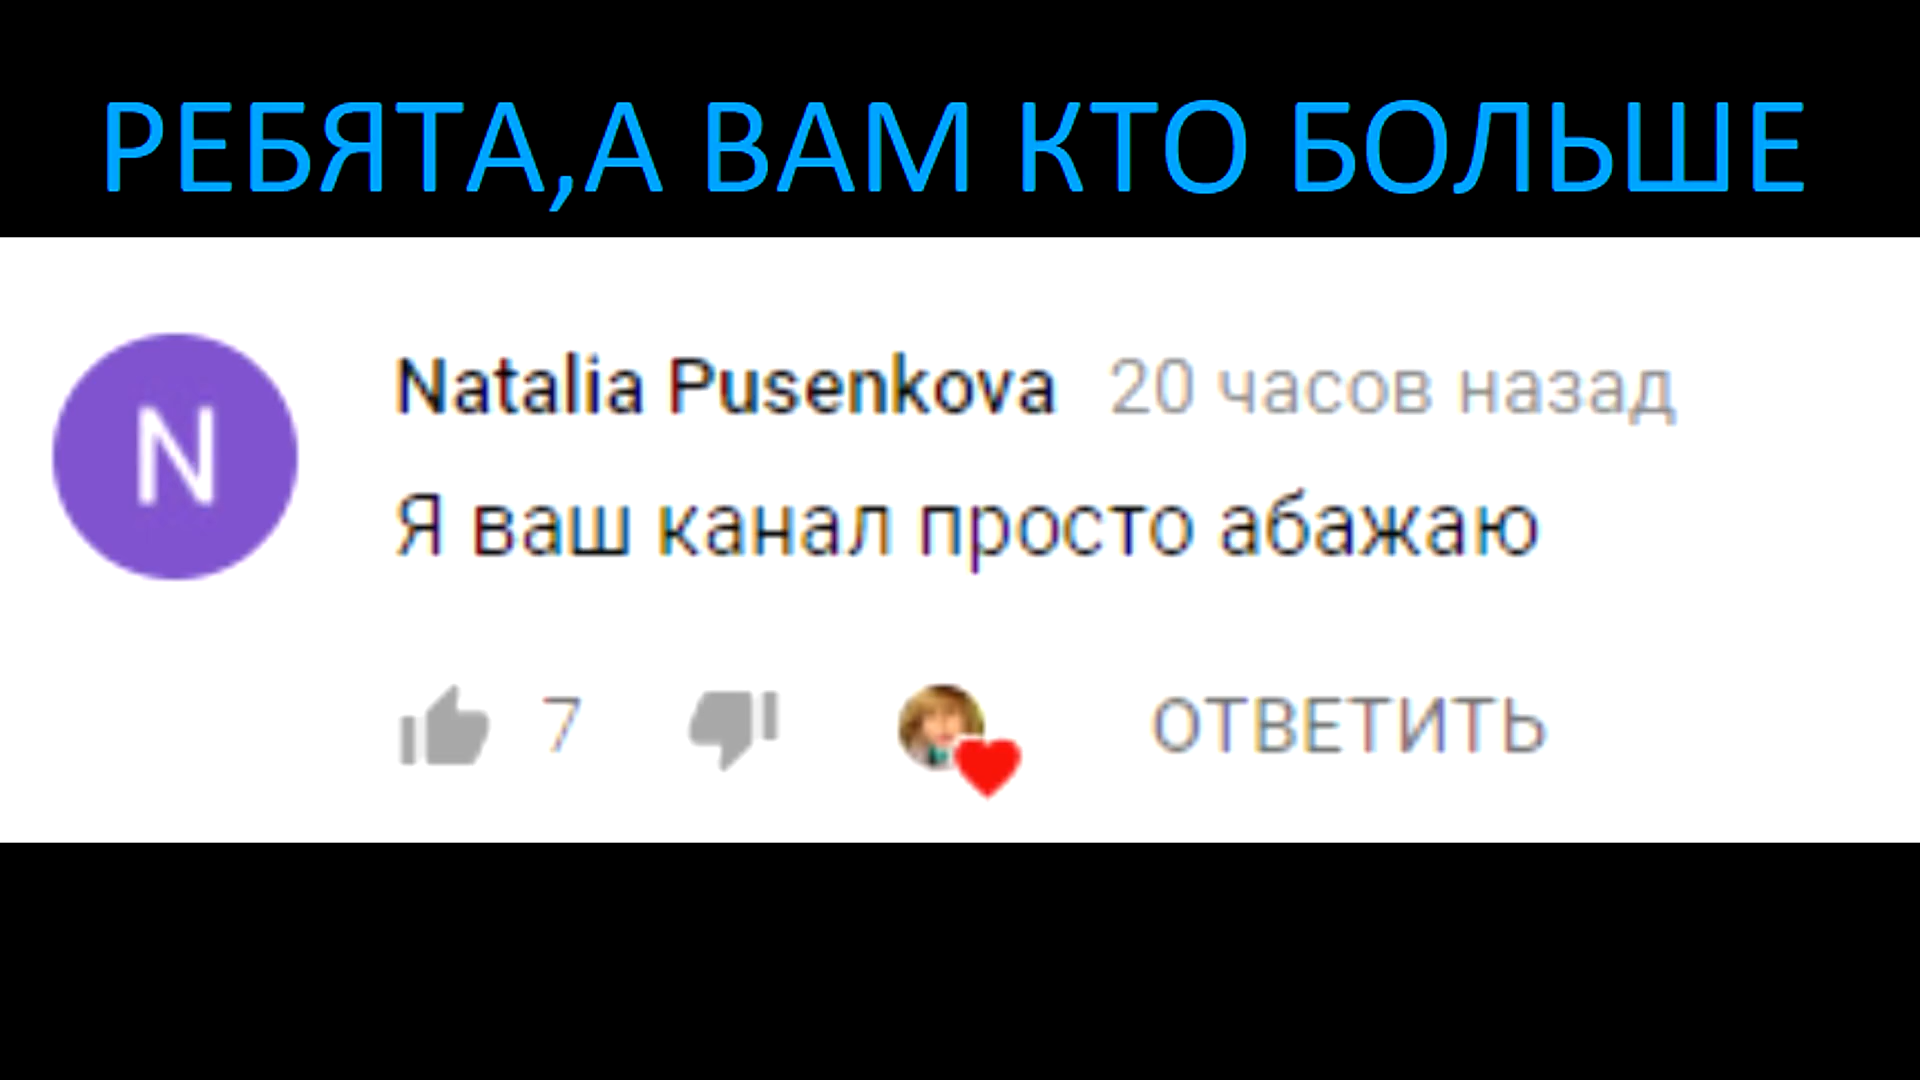 РЕБЯТА,А ВАМ КТО БОЛЬШЕ
N
Natalia Pusenkova 20 часов назад
Я ваш канал просто абажаю
7 ОТВЕТИТЬ